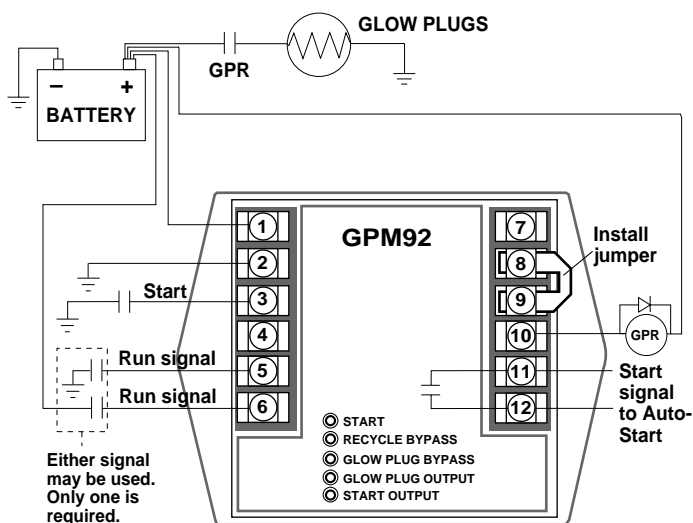 GLOW PLUGS
GPR
– +
BATTERY
GPM92
1
2
Start
3
4
Run signal
5
Run signal
6
Either signal
may be used.
Only one is
required.
7
8
9
10
11
12
Install
jumper
GPR
Start
signal
to Auto-
Start
START
RECYCLE BYPASS
GLOW PLUG BYPASS
GLOW PLUG OUTPUT
START OUTPUT